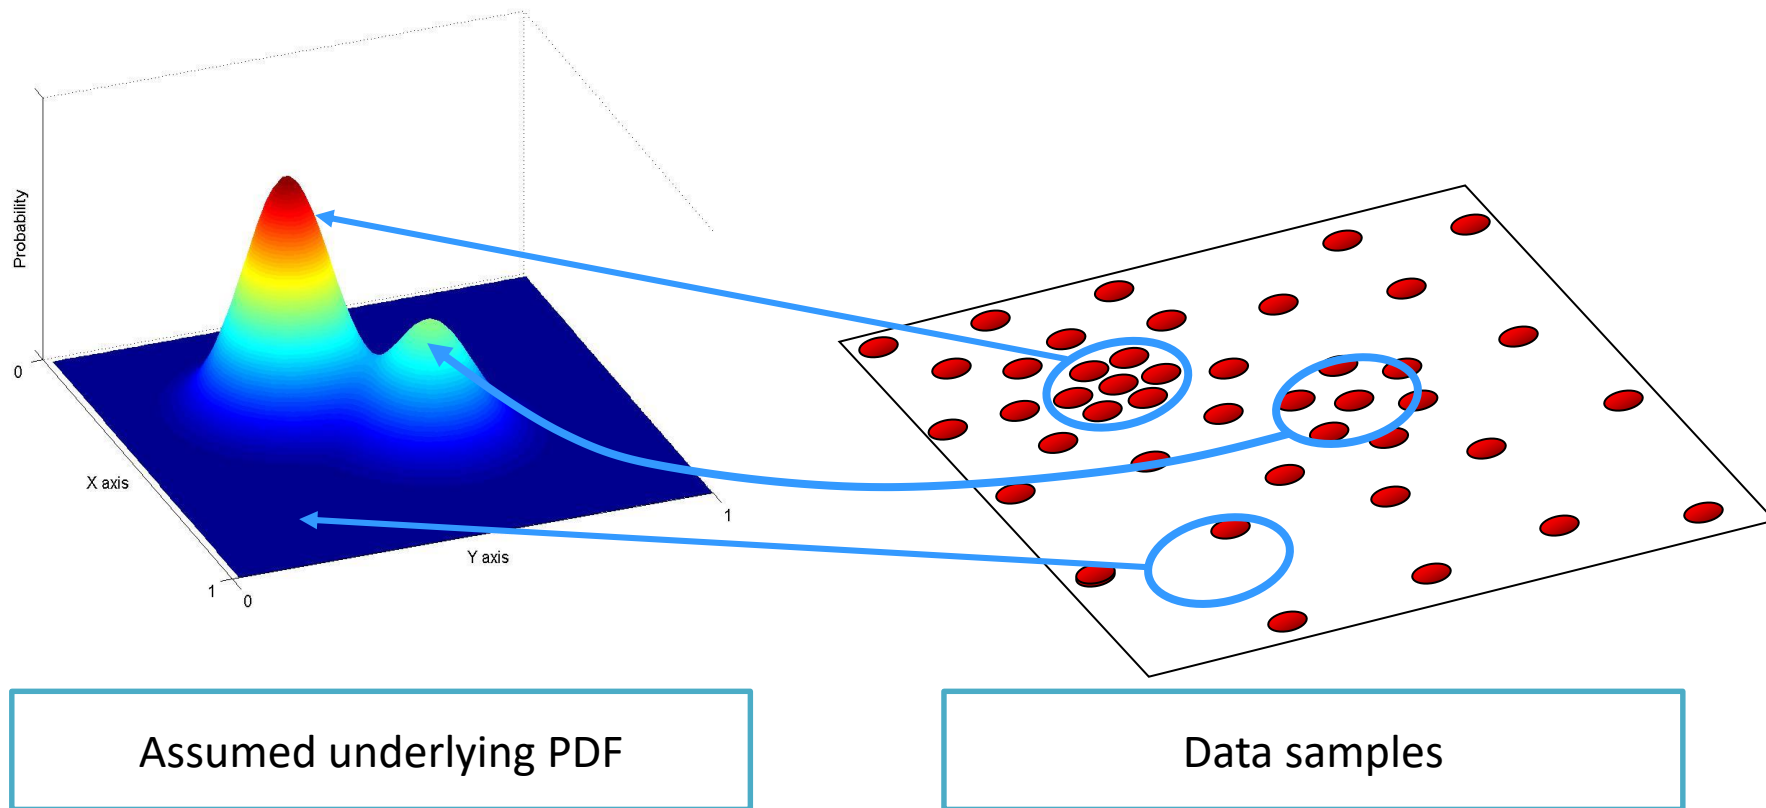 Probability
0
X axis
1
0
Y axis
1
Assumed underlying PDF
Data samples